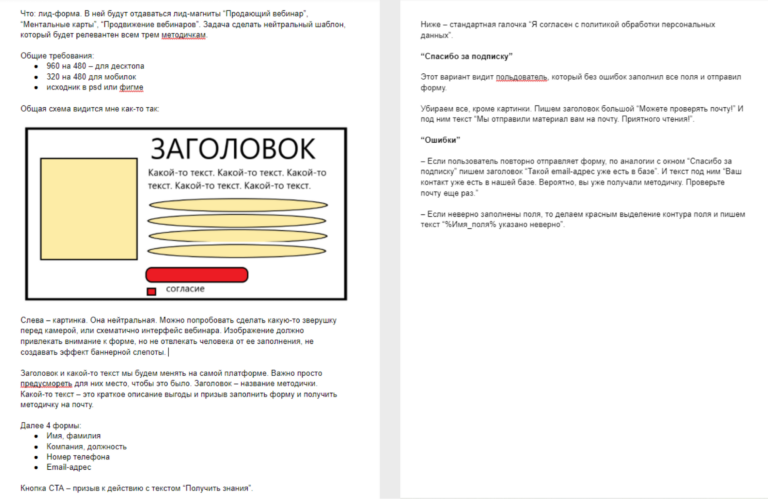 Что: лид-форма. В ней будут отдаваться лид-магниты “Продающий вебинар”,
“Ментальные карты”, “Продвижение вебинаров”. Задача сделать нейтральный шаблон,
который будет релевантен всем трем методичкам.
Общие требования:
● 960 на 480 – для десктопа
● 320 на 480 для мобилок
● исходник в psd или фигме
Общая схема видится мне как-то так:
ЗАГОЛОВОК
Какой-то текст. Какой-то текст. Какой-то
текст. Какой-то текст. Какой-то текст.
согласие
Слева – картинка. Она нейтральная. Можно попробовать сделать какую-то зверушку
перед камерой, или схематично интерфейс вебинара. Изображение должно
привлекать внимание к форме, но не отвлекать человека от ее заполнения, не
создавать эффект баннерной слепоты.
Заголовок и какой-то текст мы будем менять на самой платформе. Важно просто
предусмореть для них место, чтобы это было. Заголовок – название методички.
Какой-то текст – это краткое описание выгоды и призыв заполнить форму и получить
методичку на почту.
Далее 4 формы:
● Имя, фамилия
● Компания, должность
● Номер телефона
● Email-адрес
Кнопка CTA – призыв к действию с текстом “Получить знания”.
Ниже – стандартная галочка “Я согласен с политикой обработки персональных
данных”.
“Спасибо за подписку”
Этот вариант видит польдователь, который без ошибок заполнил все поля и отправил
форму.
Убираем все, кроме картинки. Пишем заголовок большой “Можете проверять почту!” И
под ним текст “Мы отправили материал вам на почту. Приятного чтения!”.
“Ошибки”
– Если пользователь повторно отправляет форму, по аналогии с окном “Спасибо за
подписку” пишем заголовок “Такой email-адрес уже есть в базе”. И текст под ним “Ваш
контакт уже есть в нашей базе. Вероятно, вы уже получали методичку. Проверьте
почту еще раз.”
– Если неверно заполнены поля, то делаем красным выделение контура поля и пишем
текст “%Имя_поля% указано неверно”.